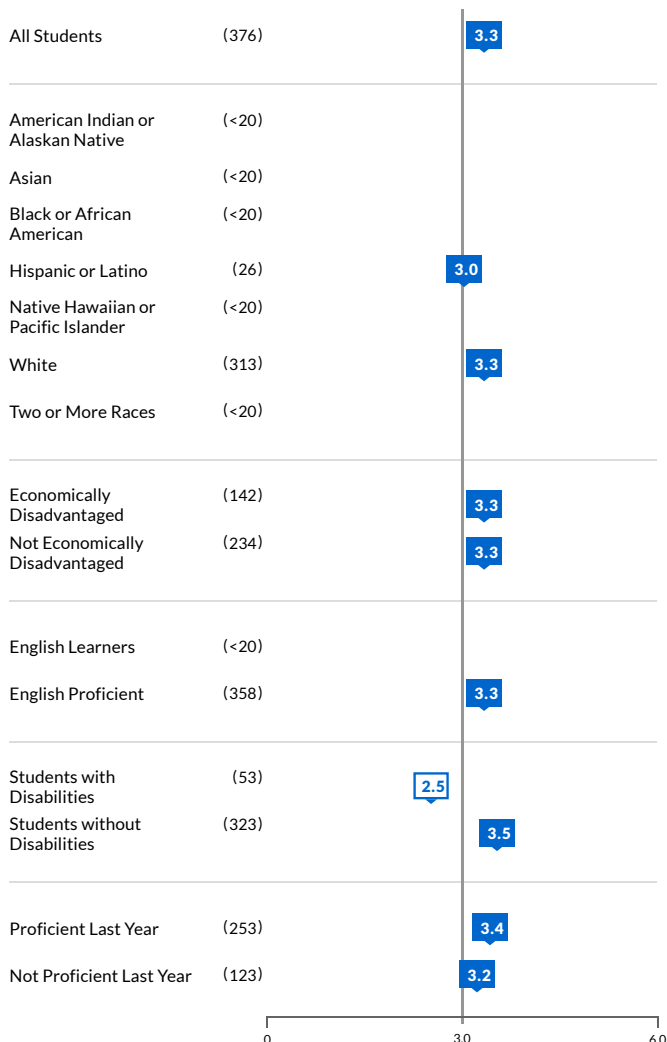 All Students (376) 3.3
American Indian or (<20)
Alaskan Native
Asian (<20)
Black or African (<20)
American
Hispanic or Latino (26) 3.0
Native Hawaiian or (<20)
Pacific Islander
White (313) 3.3
Two or More Races (<20)
Economically (142) 3.3
Disadvantaged
Not Economically (234) 3.3
Disadvantaged
English Learners (<20)
English Proficient (358) 3.3
Students with (53) 2.5
Disabilities
Students without (323) 3.5
Disabilities
Proficient Last Year (253) 3.4
Not Proficient Last Year (123) 3.2
0 3.0 6.0